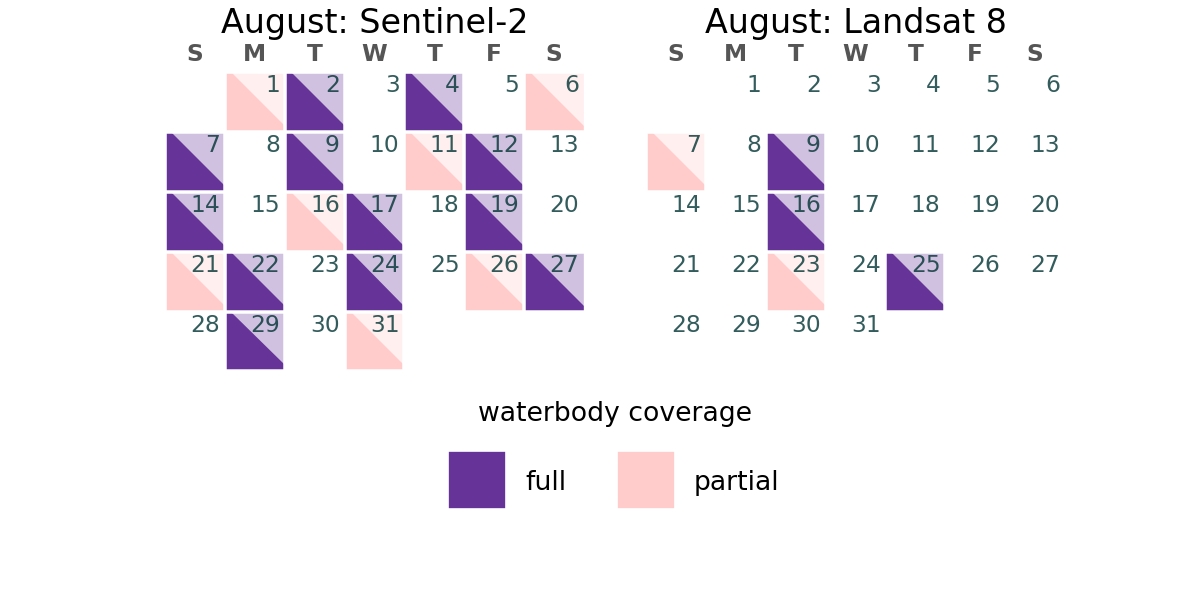 August: Sentinel-2
S M T W T F S
1 2 3 4 5 6
7 8 9 10 11 12 13
14 15 16 17 18 19 20
21 22 23 24 25 26 27
28 29 30 31
August: Landsat 8
S M T W T F S
1 2 3 4 5 6
7 8 9 10 11 12 13
14 15 16 17 18 19 20
21 22 23 24 25 26 27
28 29 30 31
waterbody coverage
full partial